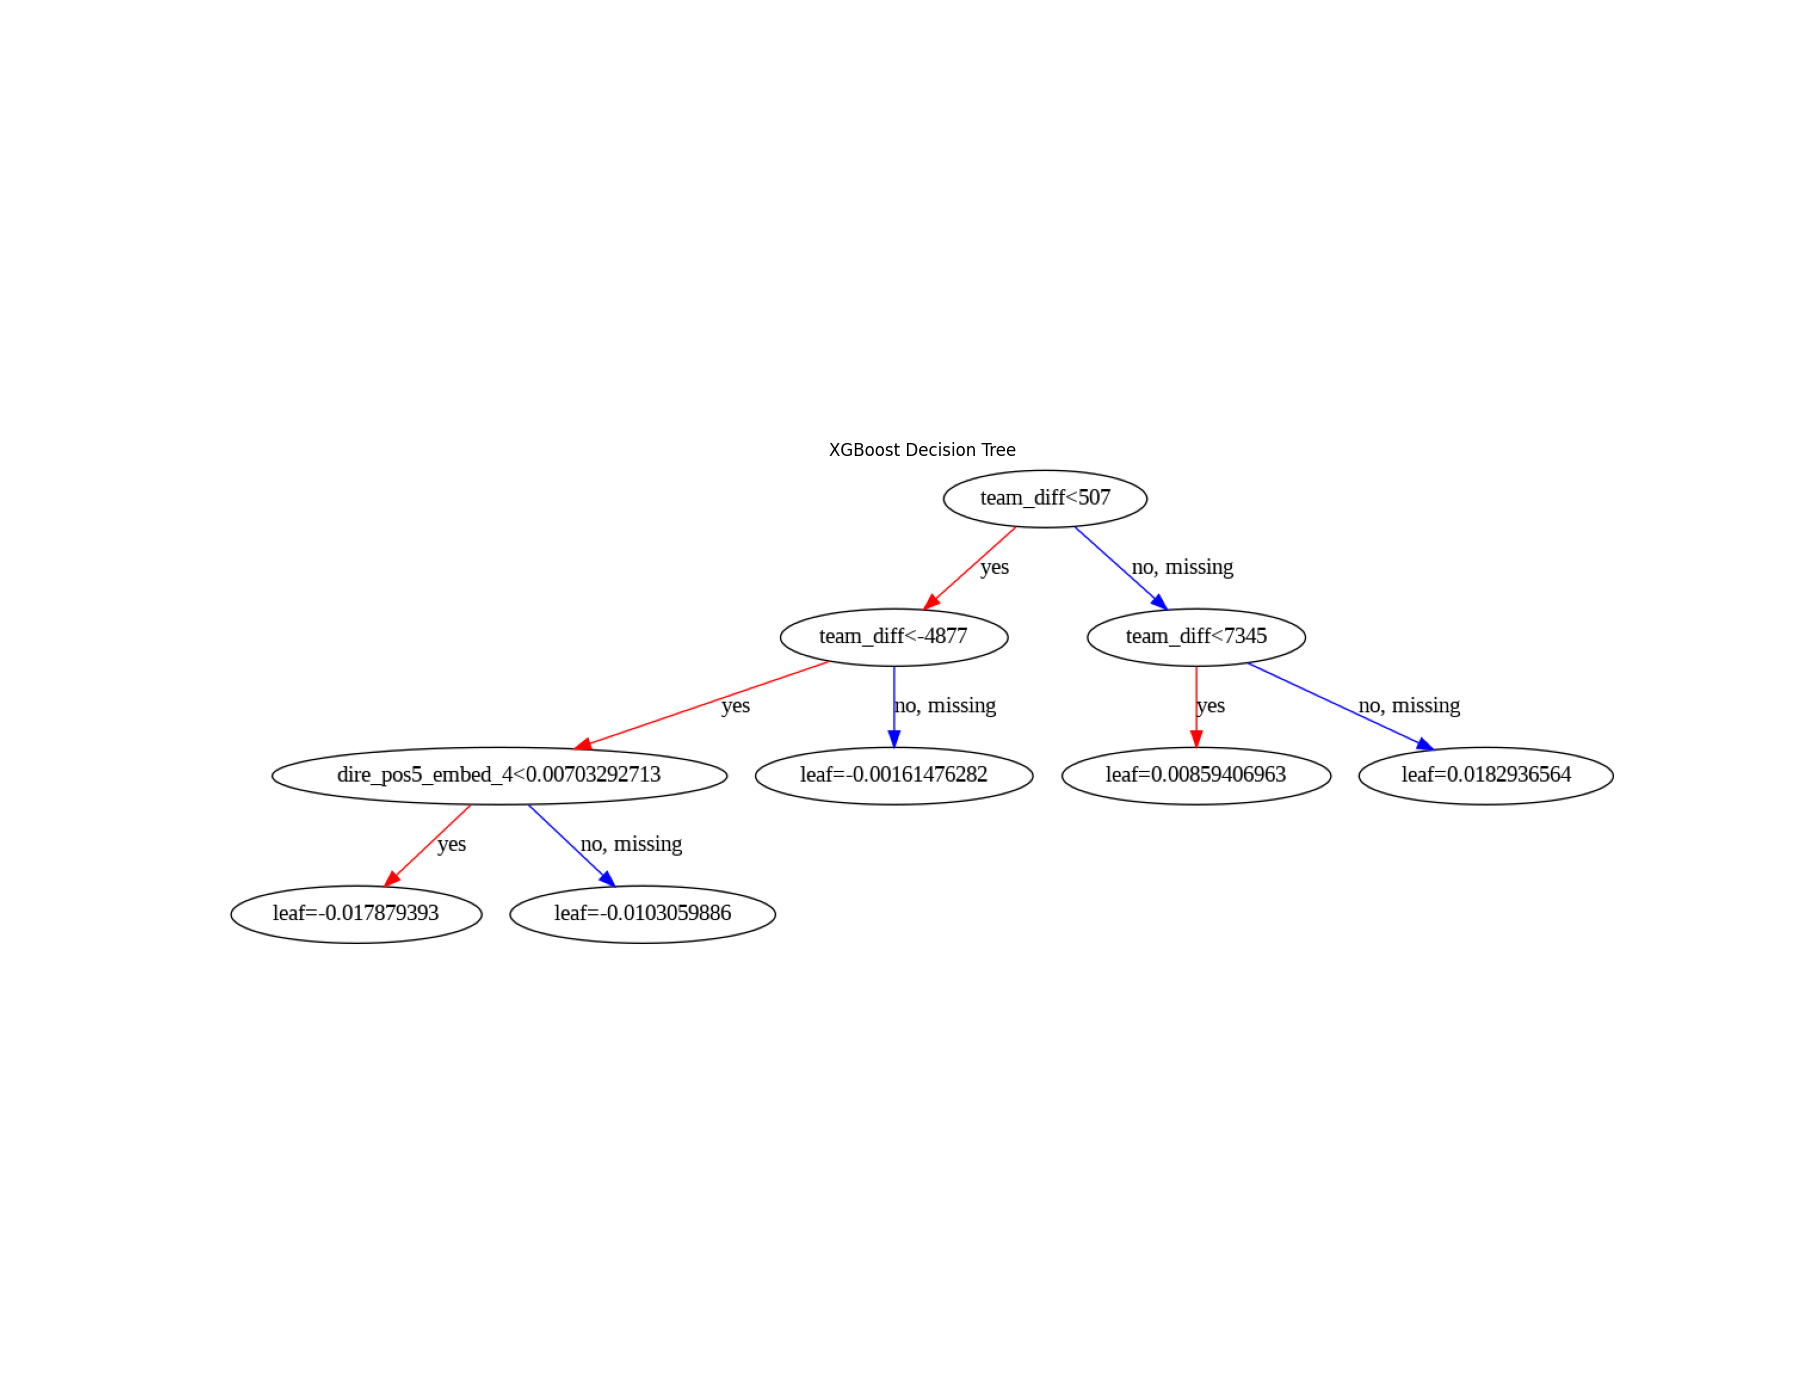 XGBoost Decision Tree
team_diff<507
yes
no, missing
team_diff<-4877
team_diff<7345
yes
no, missing
yes
no, missing
dire_pos5_embed_4<0.00703292713
leaf=-0.00161476282
leaf=0.00859406963
leaf=0.0182936564
yes
no, missing
leaf=-0.017879393
leaf=-0.0103059886